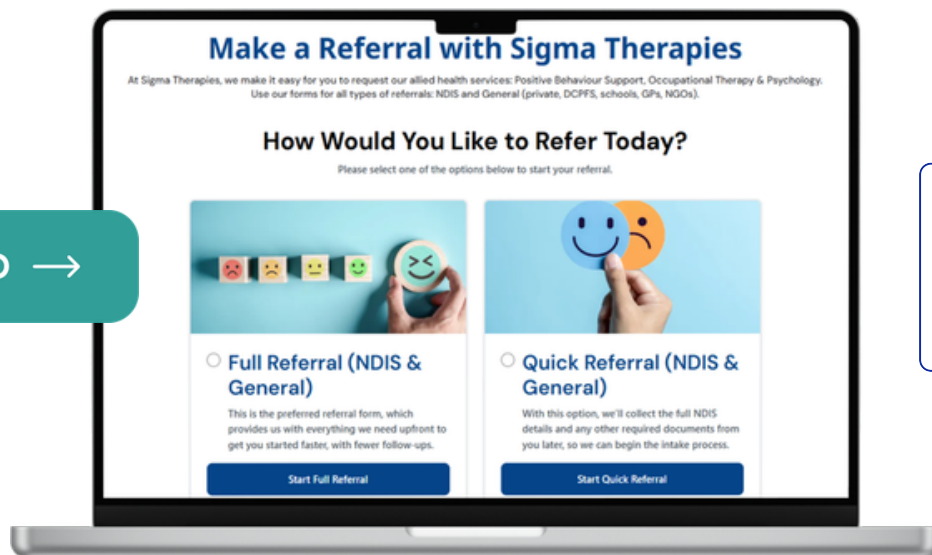 Make a Referral with Sigma Therapies
At Sigma Therapies, we make it easy for you to request our allied health services: Positive Behaviour Support, Occupational Therapy & Psychology.
Use our forms for all types of referrals: NDIS and General (private, DCPFS, schools, GPs, NGOs).
How Would You Like to Refer Today?
Please select one of the options below to start your referral.
Full Referral (NDIS &
General)
This is the preferred referral form, which
provides us with everything we need upfront to
get you started faster, with fewer follow-ups.
Start Full Referral
Quick Referral (NDIS &
General)
With this option, we'll collect the full NDIS
details and any other required documents from
you later, so we can begin the intake process.
Start Quick Referral